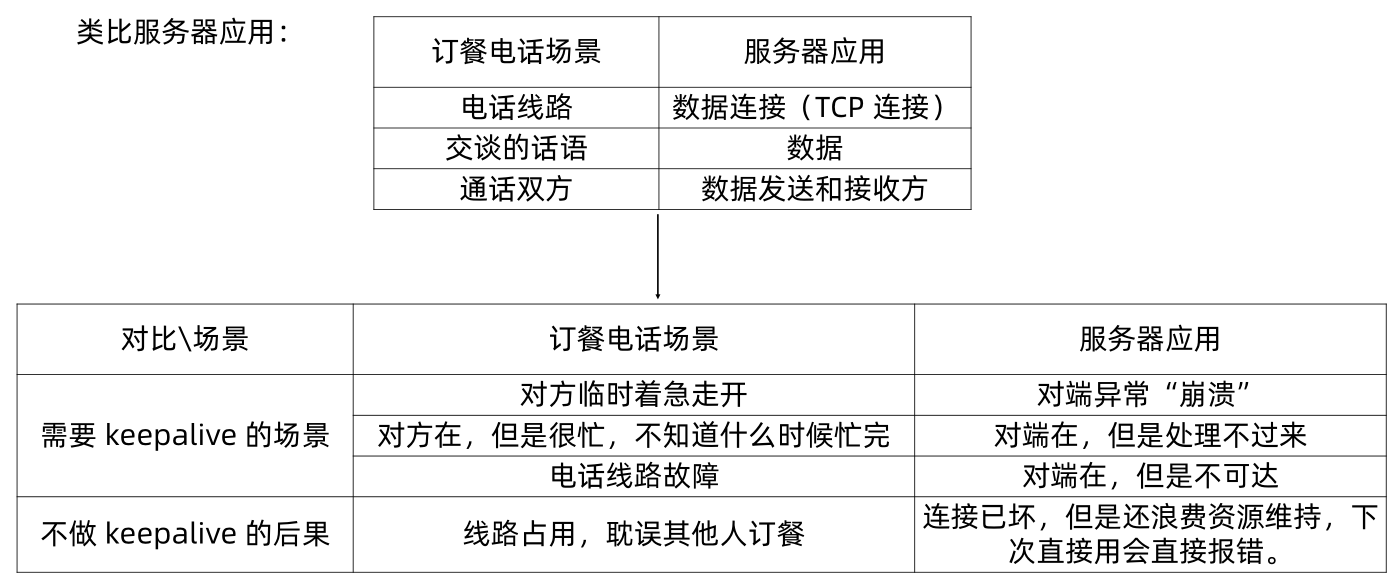 类比服务器应用：
订餐电话场景 服务器应用
电话线路 数据连接（TCP 连接）
交谈的话语 数据
通话双方 数据发送和接收方
对比\场景 订餐电话场景 服务器应用
需要 keepalive 的场景
对方临时着急走开 对端异常“崩溃”
对方在，但是很忙，不知道什么时候忙完 对端在，但是处理不过来
电话线路故障 对端在，但是不可达
不做 keepalive 的后果 线路占用，耽误其他人订餐
连接已坏，但是还浪费资源维持，下
次直接用会直接报错。